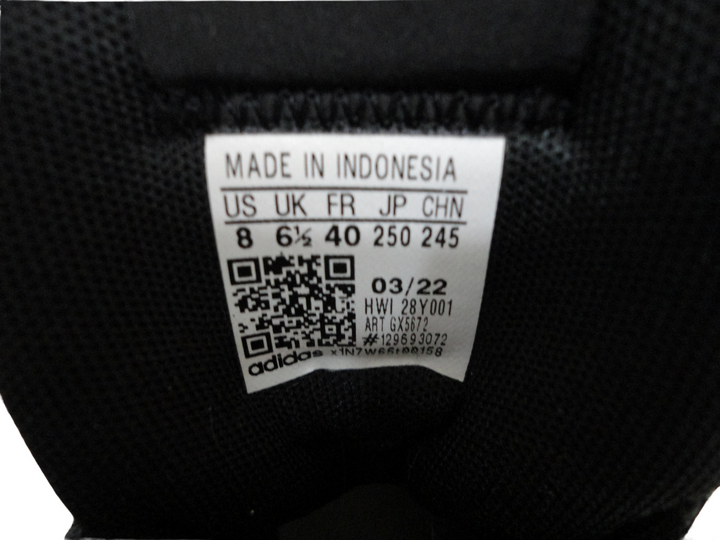 MADE IN INDONESIA
US UK FR JP CHN
8 6½ 40 250 245
03/22
HWI 28Y001
ART GX5672
#129693072
adidas